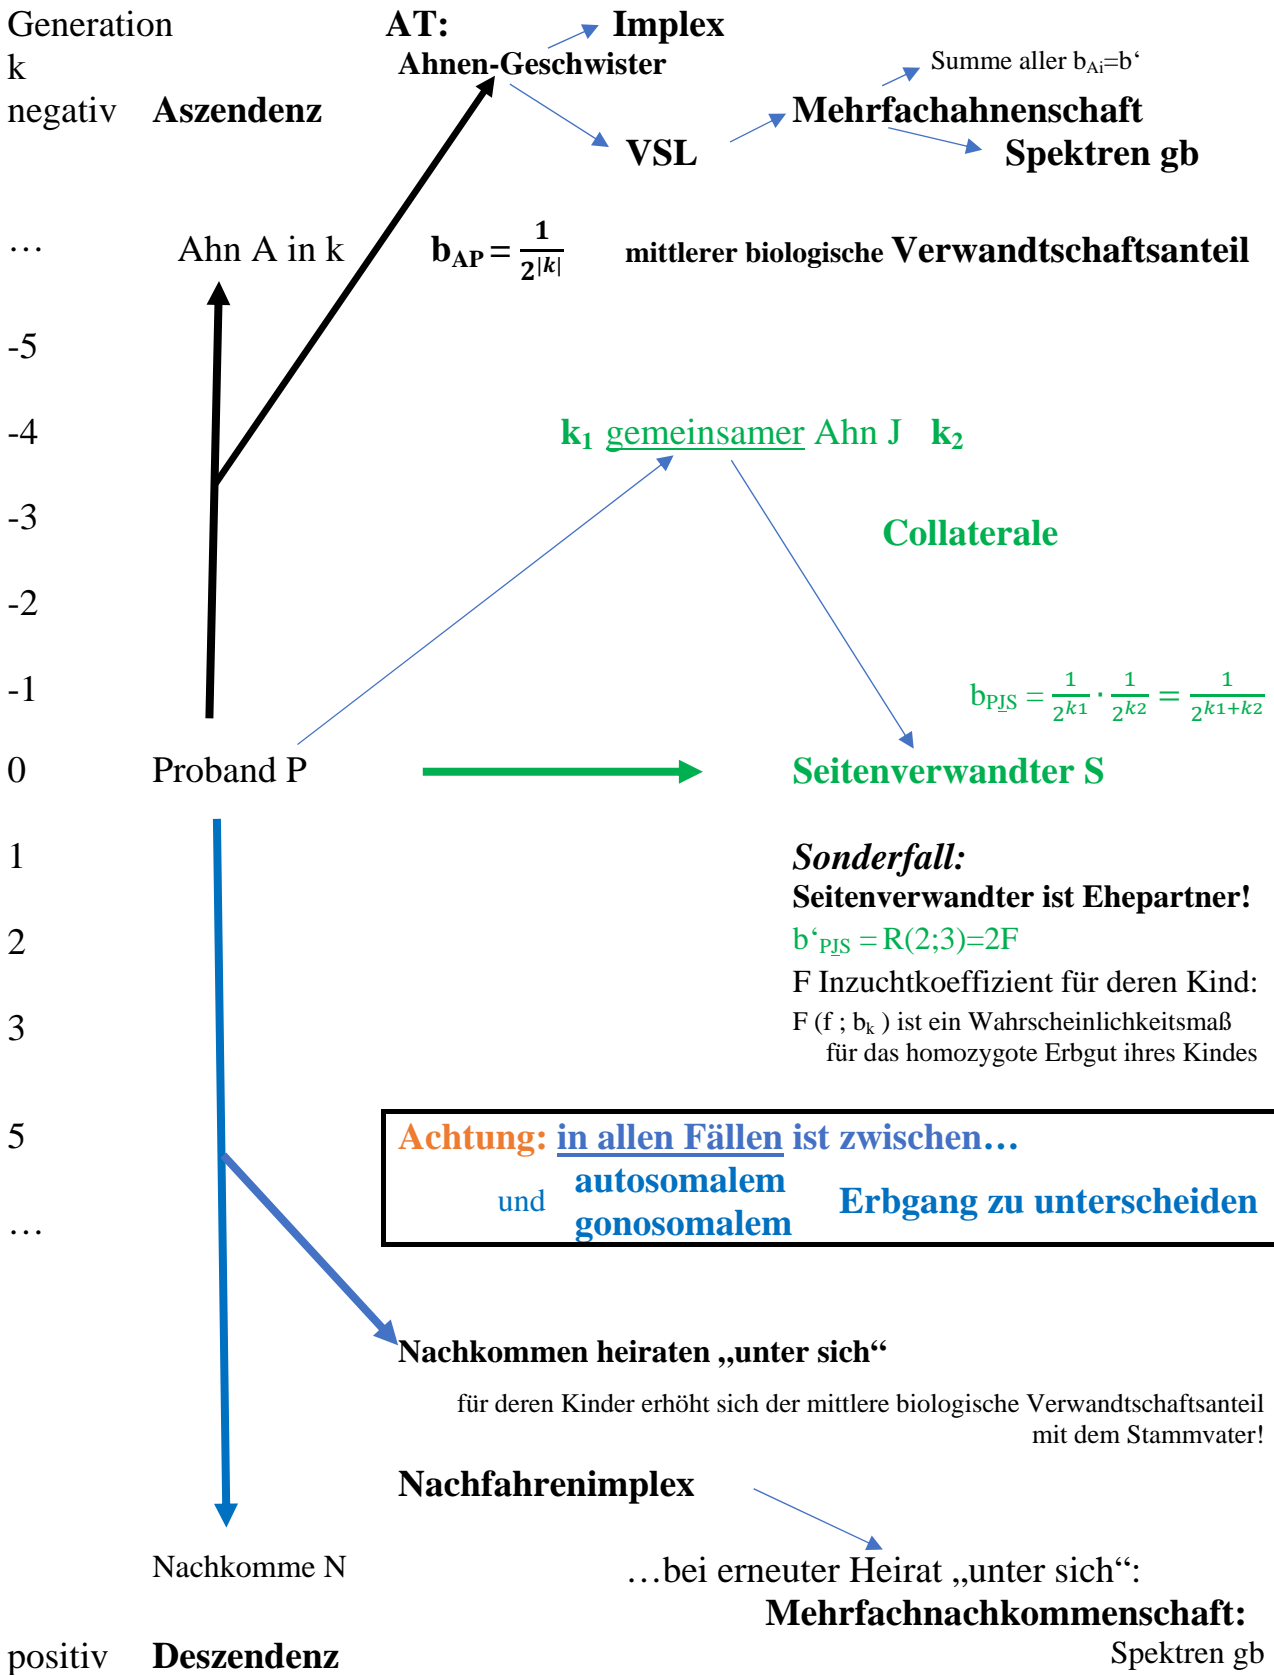 Generation AT: Implex
k Ahnen-Geschwister Summe aller b_Ai=b‘
negativ Aszendenz Mehrfachahnenschaft
VSL Spektren gb
… Ahn A in k b_AP = 1/2^|k| mittlerer biologische Verwandtschaftsanteil
-5
-4 k₁ gemeinsamer Ahn J k₂
-3 Collaterale
-2
-1 b_PJS = 1/2^k1 · 1/2^k2 = 1/2^k1+k2
0 Proband P Seitenverwandter S
1 Sonderfall:
Seitenverwandter ist Ehepartner!
2 b‘_PJS = R(2;3)=2F
F Inzuchtkoeffizient für deren Kind:
3 F (f ; b_k ) ist ein Wahrscheinlichkeitsmaß
für das homozygote Erbgut ihres Kindes
5 Achtung: in allen Fällen ist zwischen…
autosomalem
und Erbgang zu unterscheiden
gonosomalem
…
Nachkommen heiraten „unter sich“
für deren Kinder erhöht sich der mittlere biologische Verwandtschaftsanteil
mit dem Stammvater!
Nachfahrenimplex
Nachkomme N …bei erneuter Heirat „unter sich“:
Mehrfachnachkommenschaft:
positiv Deszendenz Spektren gb